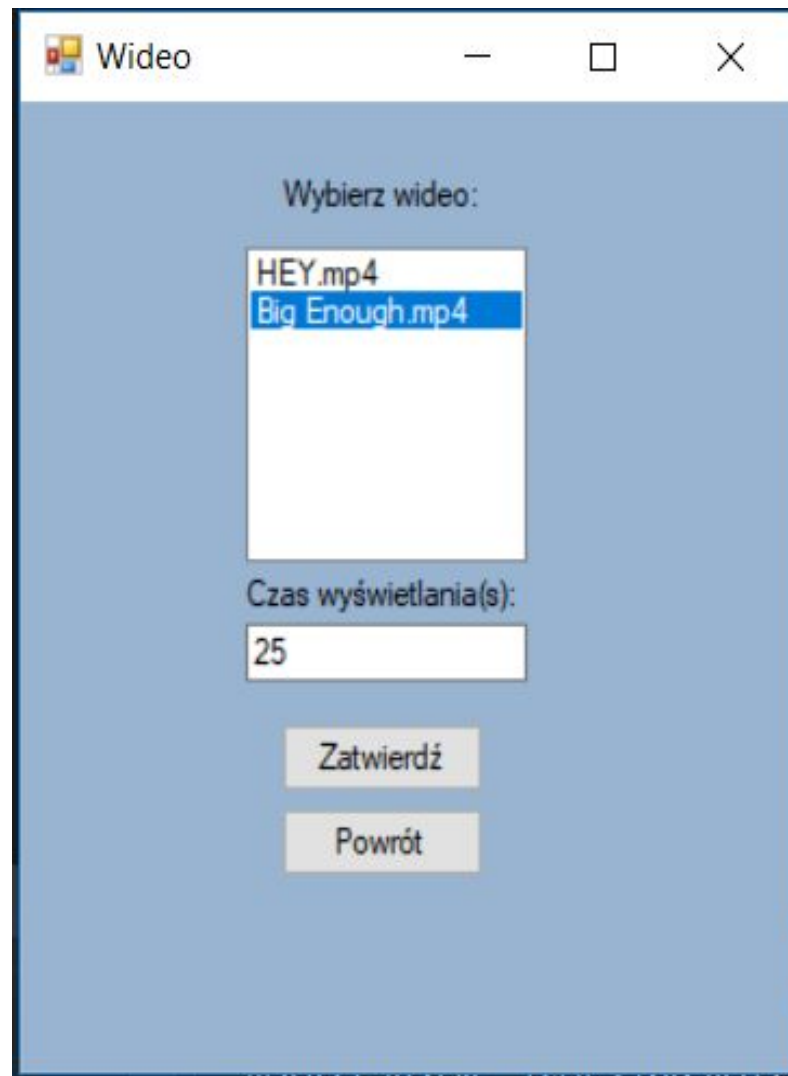 Wideo
Wybierz wideo:
HEY.mp4
Big Enough.mp4
Czas wyświetlania(s):
25
Zatwierdź
Powrót